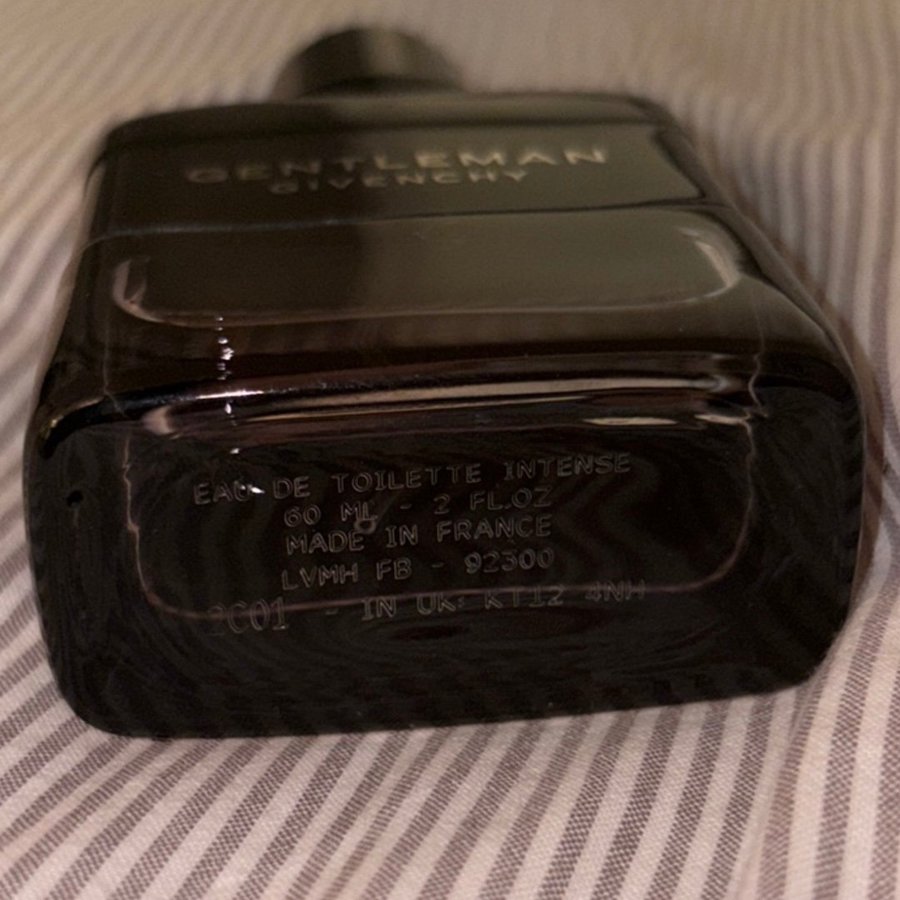 GENTLEMAN
GIVENCHY
EAU DE TOILETTE INTENSE
60 ML - 2 FL.OZ
MADE IN FRANCE
LVMH FB - 92300
- IN UK: KT12 4NH